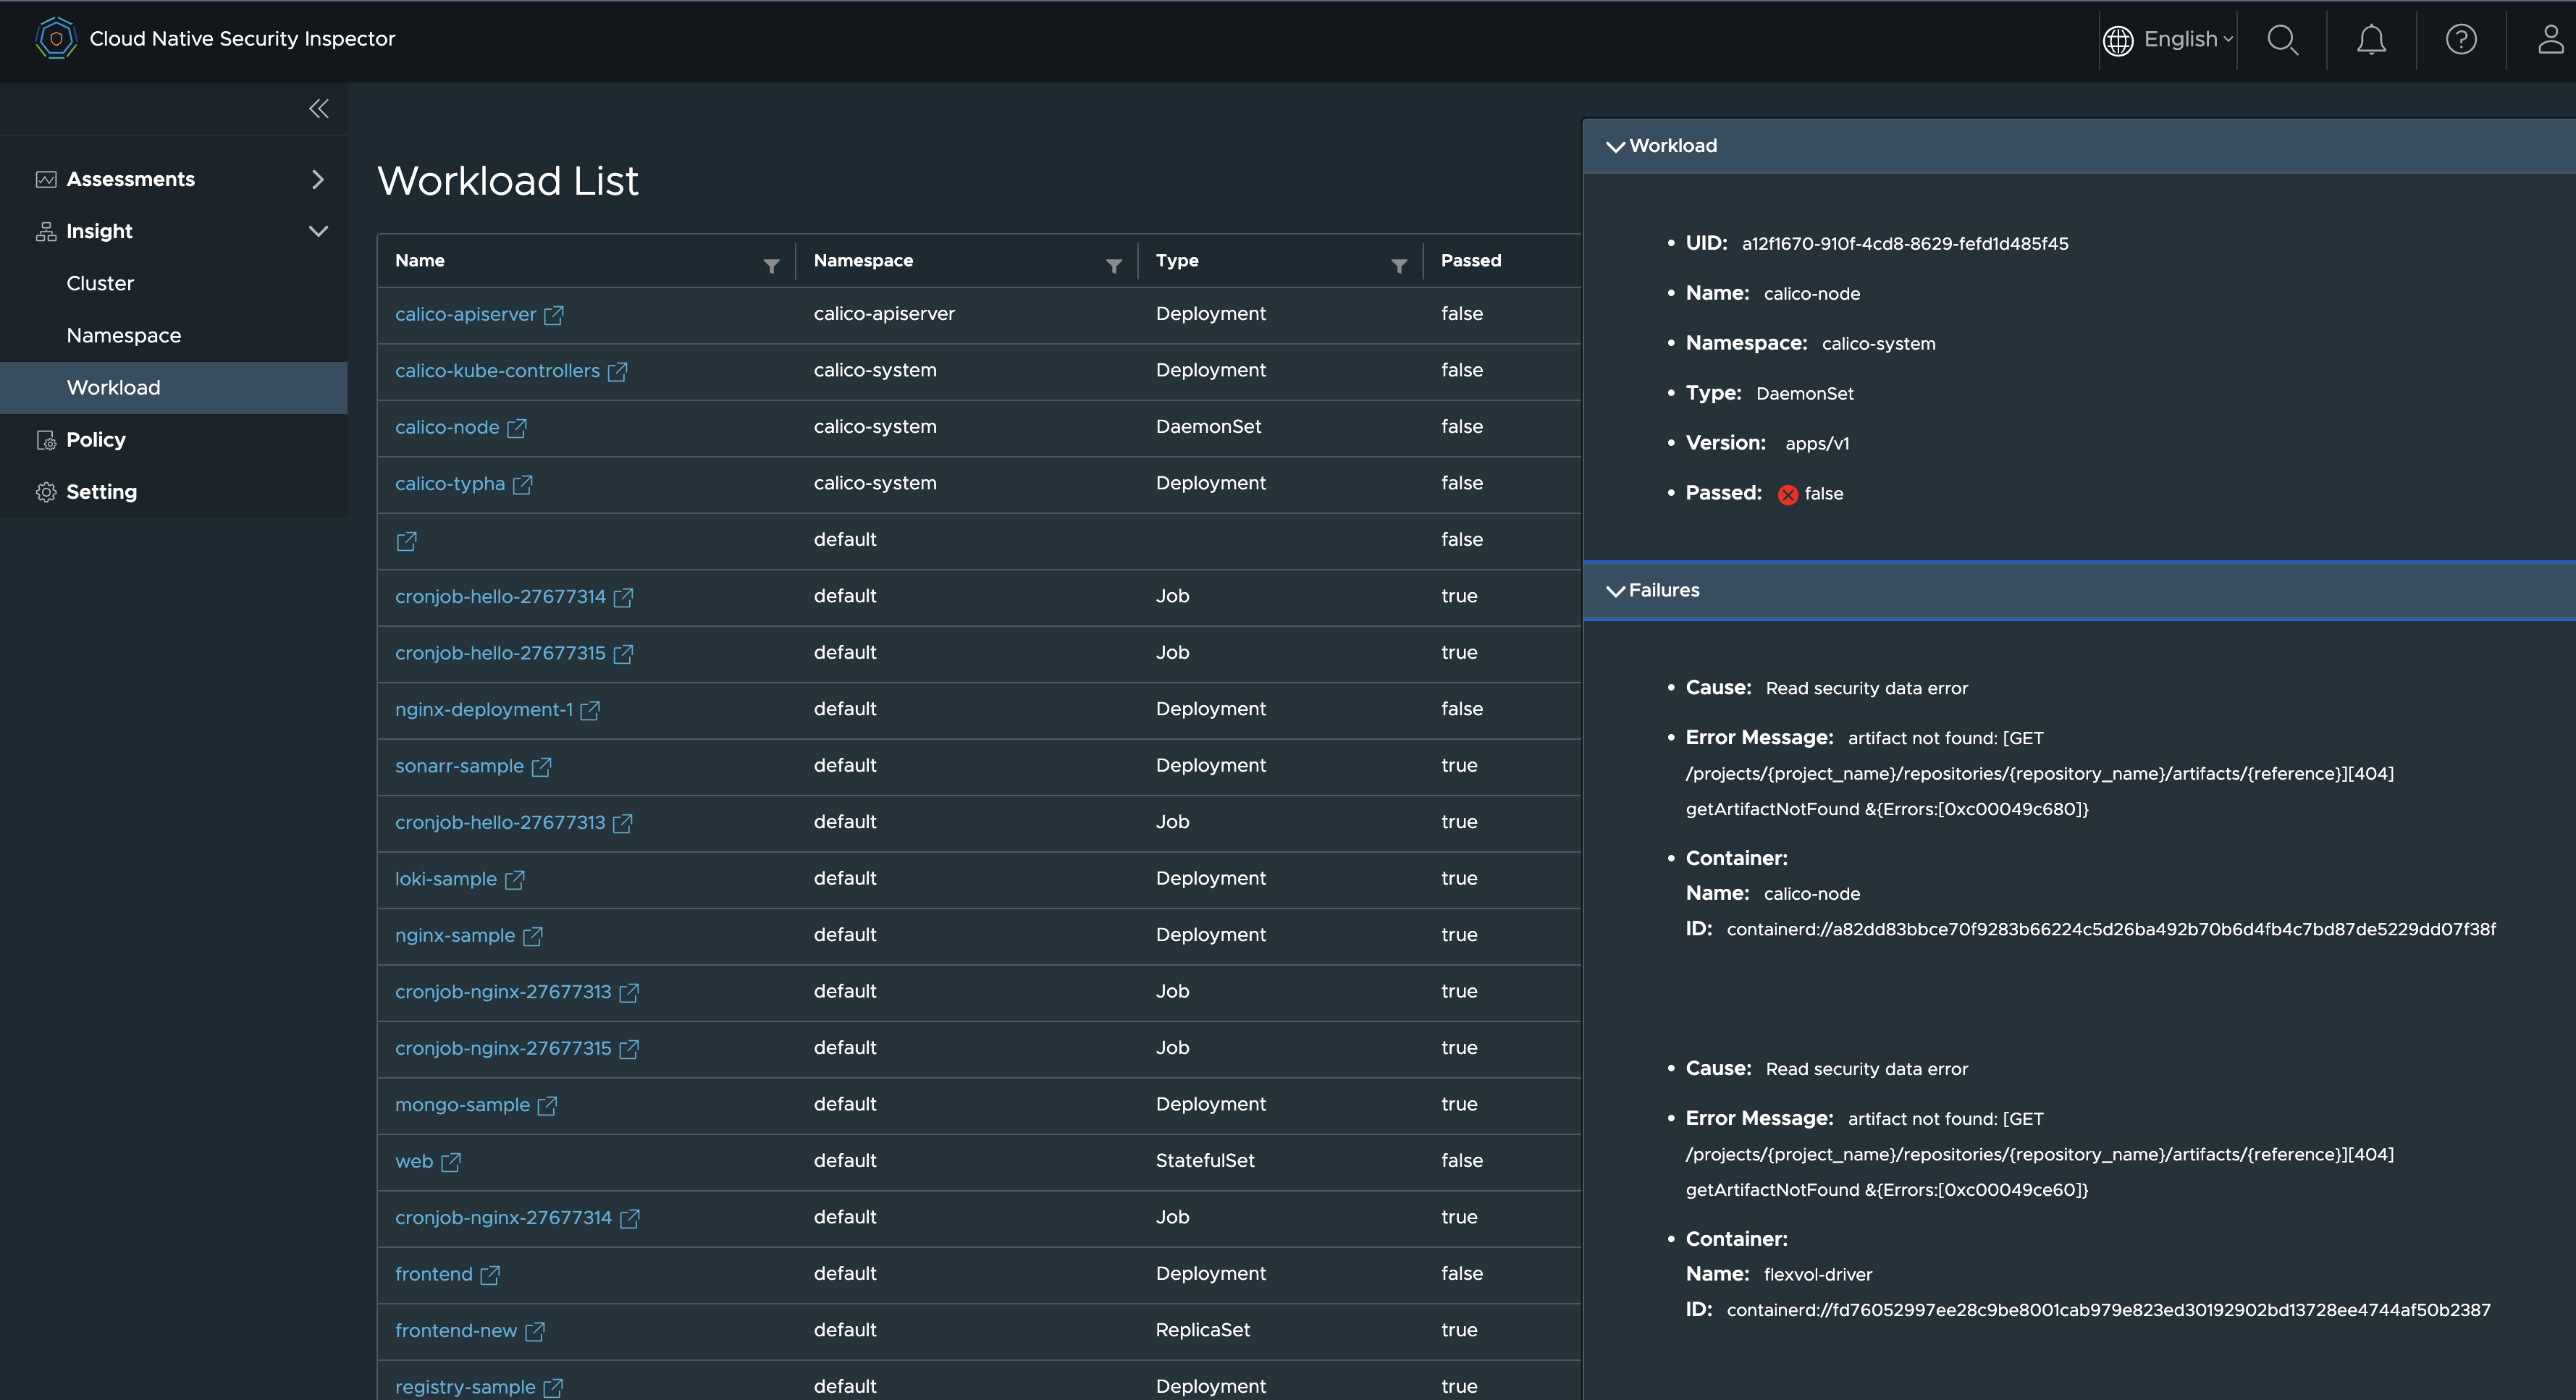 Cloud Native Security Inspector
English
Assessments
Insight
Cluster
Namespace
Workload
Policy
Setting
Workload List
Name Namespace Type Passed
calico-apiserver calico-apiserver Deployment false
calico-kube-controllers calico-system Deployment false
calico-node calico-system DaemonSet false
calico-typha calico-system Deployment false
default false
cronjob-hello-27677314 default Job true
cronjob-hello-27677315 default Job true
nginx-deployment-1 default Deployment false
sonarr-sample default Deployment true
cronjob-hello-27677313 default Job true
loki-sample default Deployment true
nginx-sample default Deployment true
cronjob-nginx-27677313 default Job true
cronjob-nginx-27677315 default Job true
mongo-sample default Deployment true
web default StatefulSet false
cronjob-nginx-27677314 default Job true
frontend default Deployment false
frontend-new default ReplicaSet true
registry-sample default Deployment true
Workload
• UID: a12f1670-910f-4cd8-8629-fefd1d485f45
• Name: calico-node
• Namespace: calico-system
• Type: DaemonSet
• Version: apps/v1
• Passed: false
Failures
• Cause: Read security data error
• Error Message: artifact not found: [GET
/projects/{project_name}/repositories/{repository_name}/artifacts/{reference}][404]
getArtifactNotFound &{Errors:[0xc00049c680]}
• Container:
Name: calico-node
ID: containerd://a82dd83bbce70f9283b66224c5d26ba492b70b6d4fb4c7bd87de5229dd07f38f
• Cause: Read security data error
• Error Message: artifact not found: [GET
/projects/{project_name}/repositories/{repository_name}/artifacts/{reference}][404]
getArtifactNotFound &{Errors:[0xc00049ce60]}
• Container:
Name: flexvol-driver
ID: containerd://fd76052997ee28c9be8001cab979e823ed30192902bd13728ee4744af50b2387